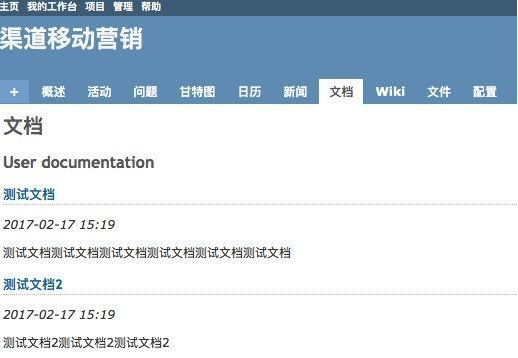 主页 我的工作台 项目 管理 帮助
渠道移动营销
+ 概述 活动 问题 甘特图 日历 新闻 文档 Wiki 文件 配置
文档
User documentation
测试文档
2017-02-17 15:19
测试文档测试文档测试文档测试文档测试文档测试文档
测试文档2
2017-02-17 15:19
测试文档2测试文档2测试文档2